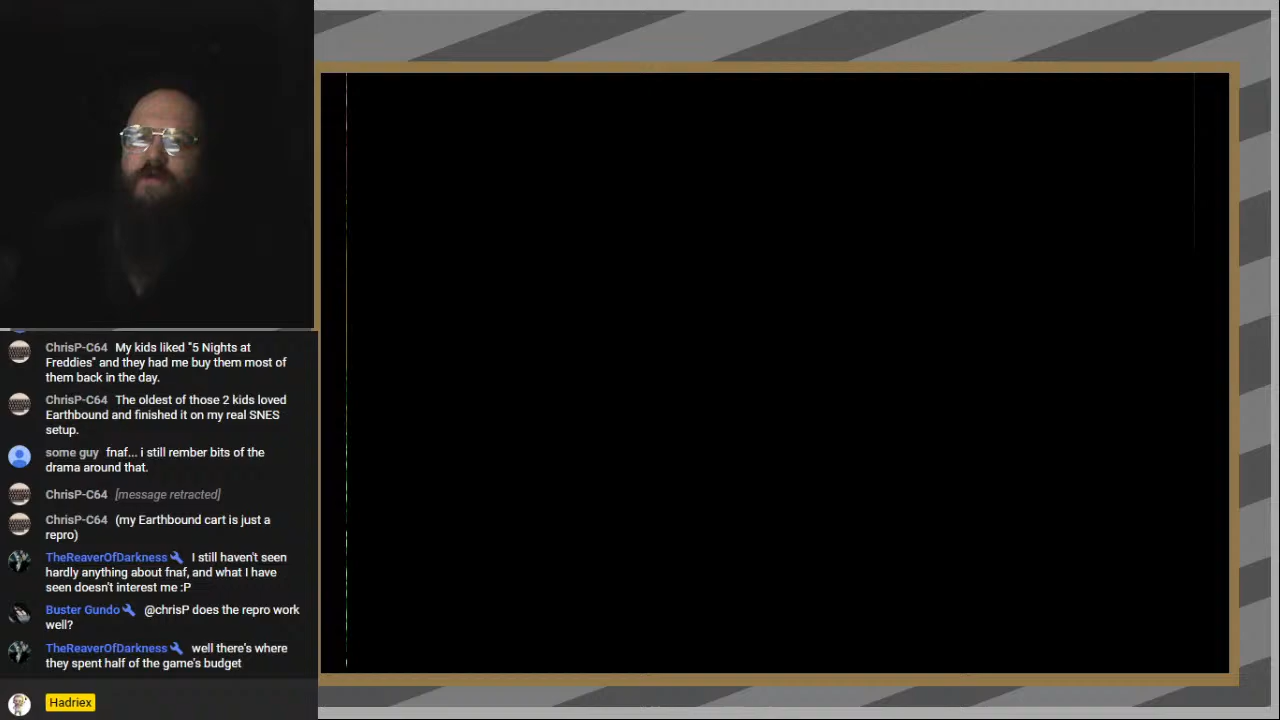 ChrisP-C64 My kids liked "5 Nights at
Freddies" and they had me buy them most of
them back in the day.
ChrisP-C64 The oldest of those 2 kids loved
Earthbound and finished it on my real SNES
setup.
some guy fnaf... i still rember bits of the
drama around that.
ChrisP-C64 [message retracted]
ChrisP-C64 (my Earthbound cart is just a
repro)
TheReaverOfDarkness I still haven't seen
hardly anything about fnaf, and what I have
seen doesn't interest me :P
Buster Gundo @chrisP does the repro work
well?
TheReaverOfDarkness well there's where
they spent half of the game's budget
Hadriex